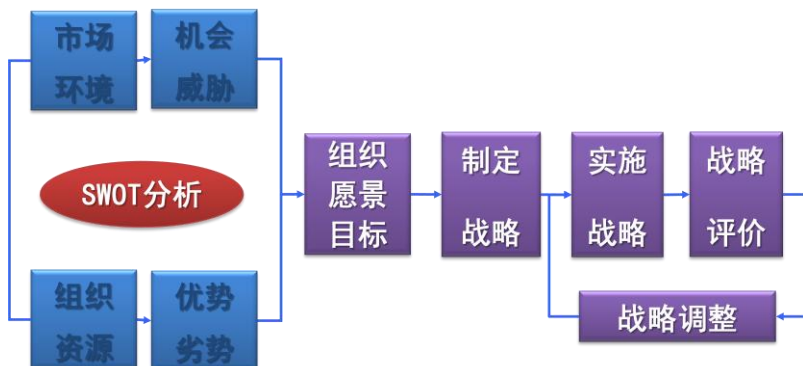 市场
环境
机会
威胁
SWOT分析
组织
资源
优势
劣势
组织
愿景
目标
制定
战略
实施
战略
战略
评价
战略调整